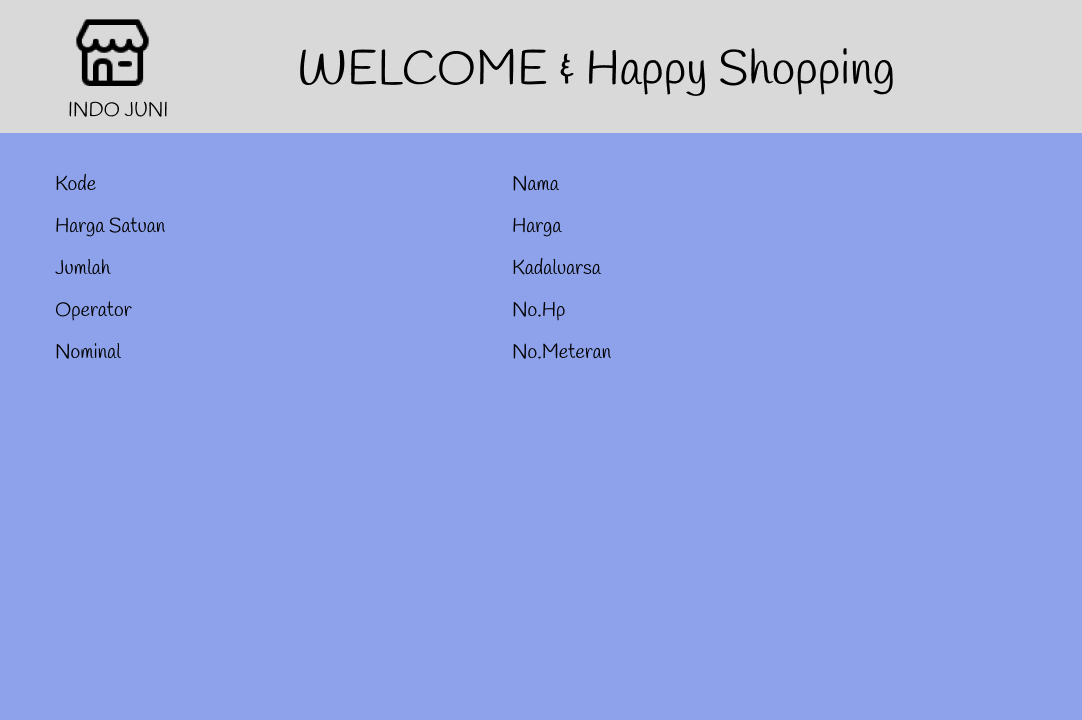 WELCOME & Happy Shopping
INDO JUNI
Kode
Nama
Harga Satuan
Harga
Jumlah
Kadaluarsa
Operator
No.Hp
Nominal
No.Meteran